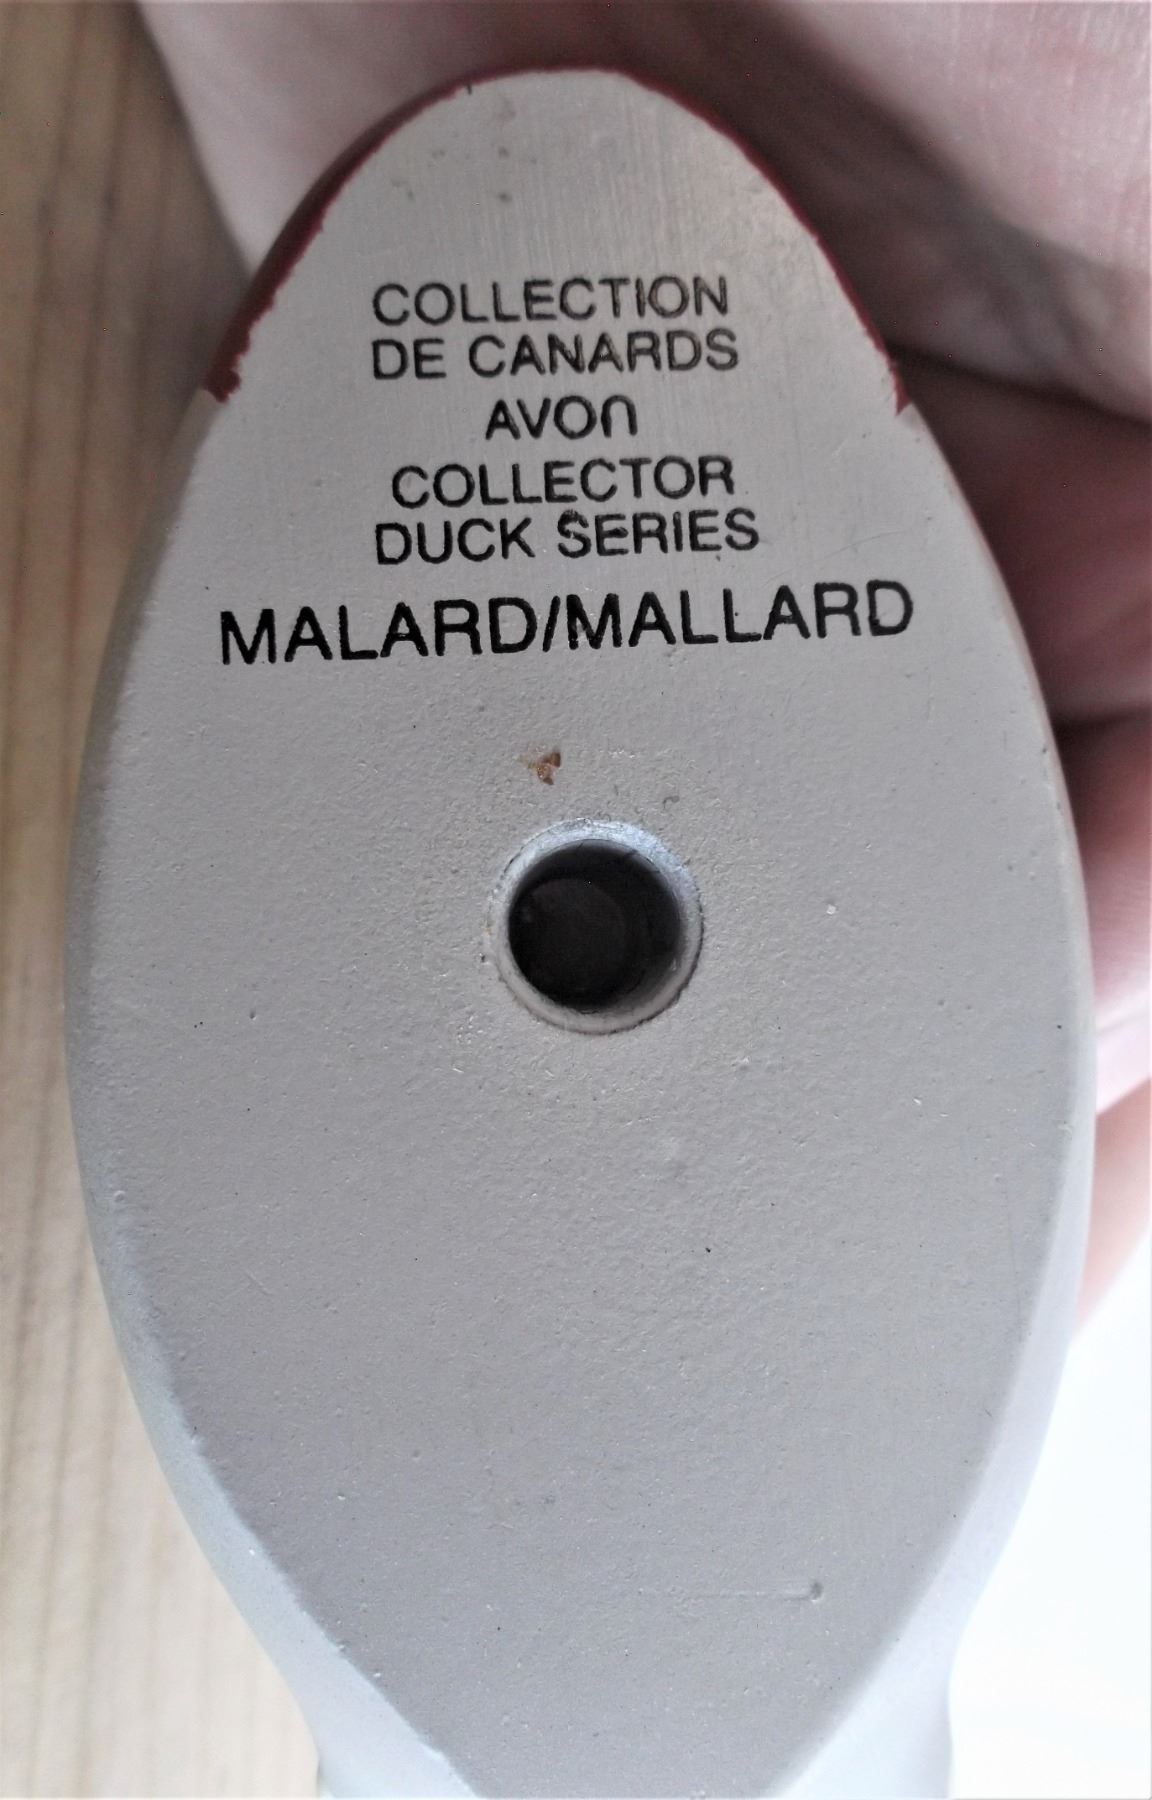 COLLECTION
DE CANARDS
AVON
COLLECTOR
DUCK SERIES
MALARD/MALLARD